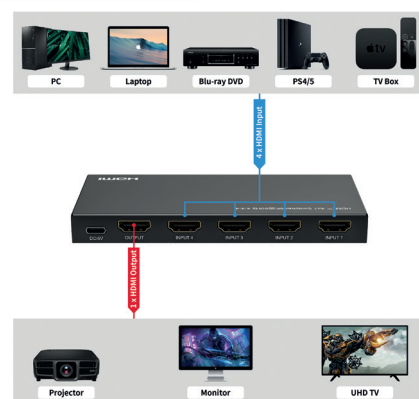 PC
Laptop
Blu-ray DVD
PS4/5
TV Box
tv
4 x HDMI Input
DC/5V
OUTPUT
INPUT 4
INPUT 3
INPUT 2
INPUT 1
1 x HDMI Output
Projector
Monitor
UHD TV